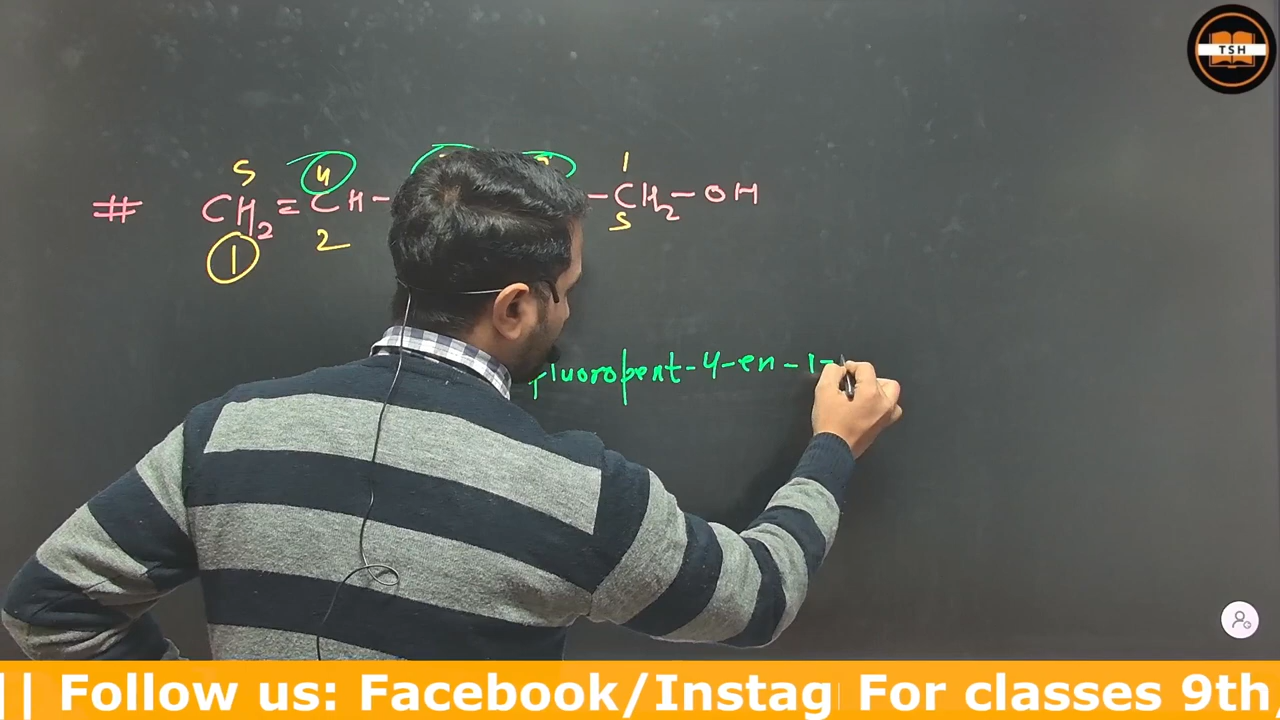 TSH
5 4 1
# CH₂ = CH - - CH₂ - OH
1 2 5
fluoropent - 4 - en - 1 -
|| Follow us: Facebook/Instag For classes 9th,